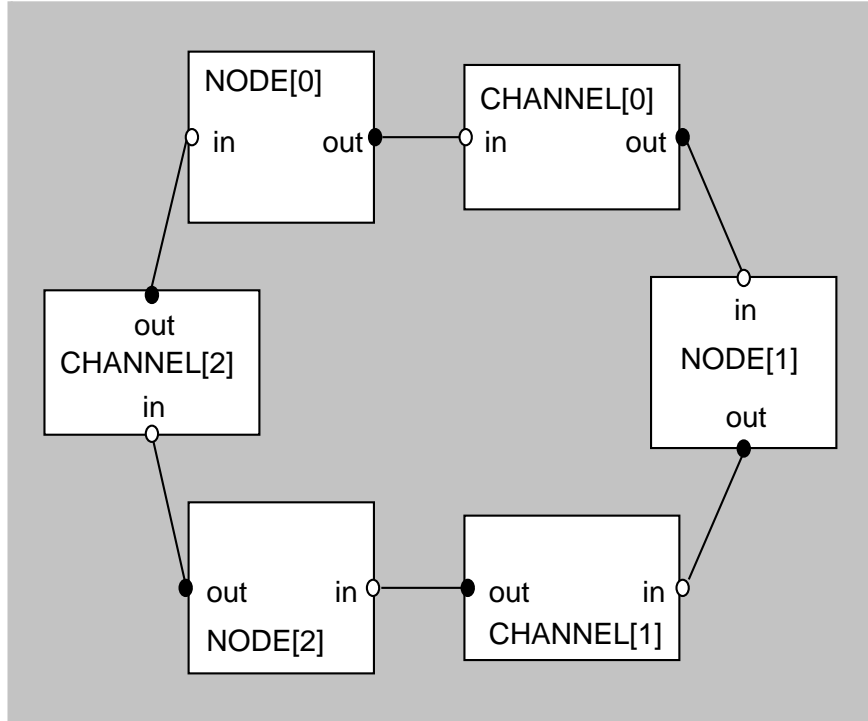 NODE[0]
in
out
CHANNEL[0]
in
out
out
CHANNEL[2]
in
in
NODE[1]
out
out
in
NODE[2]
out
in
CHANNEL[1]